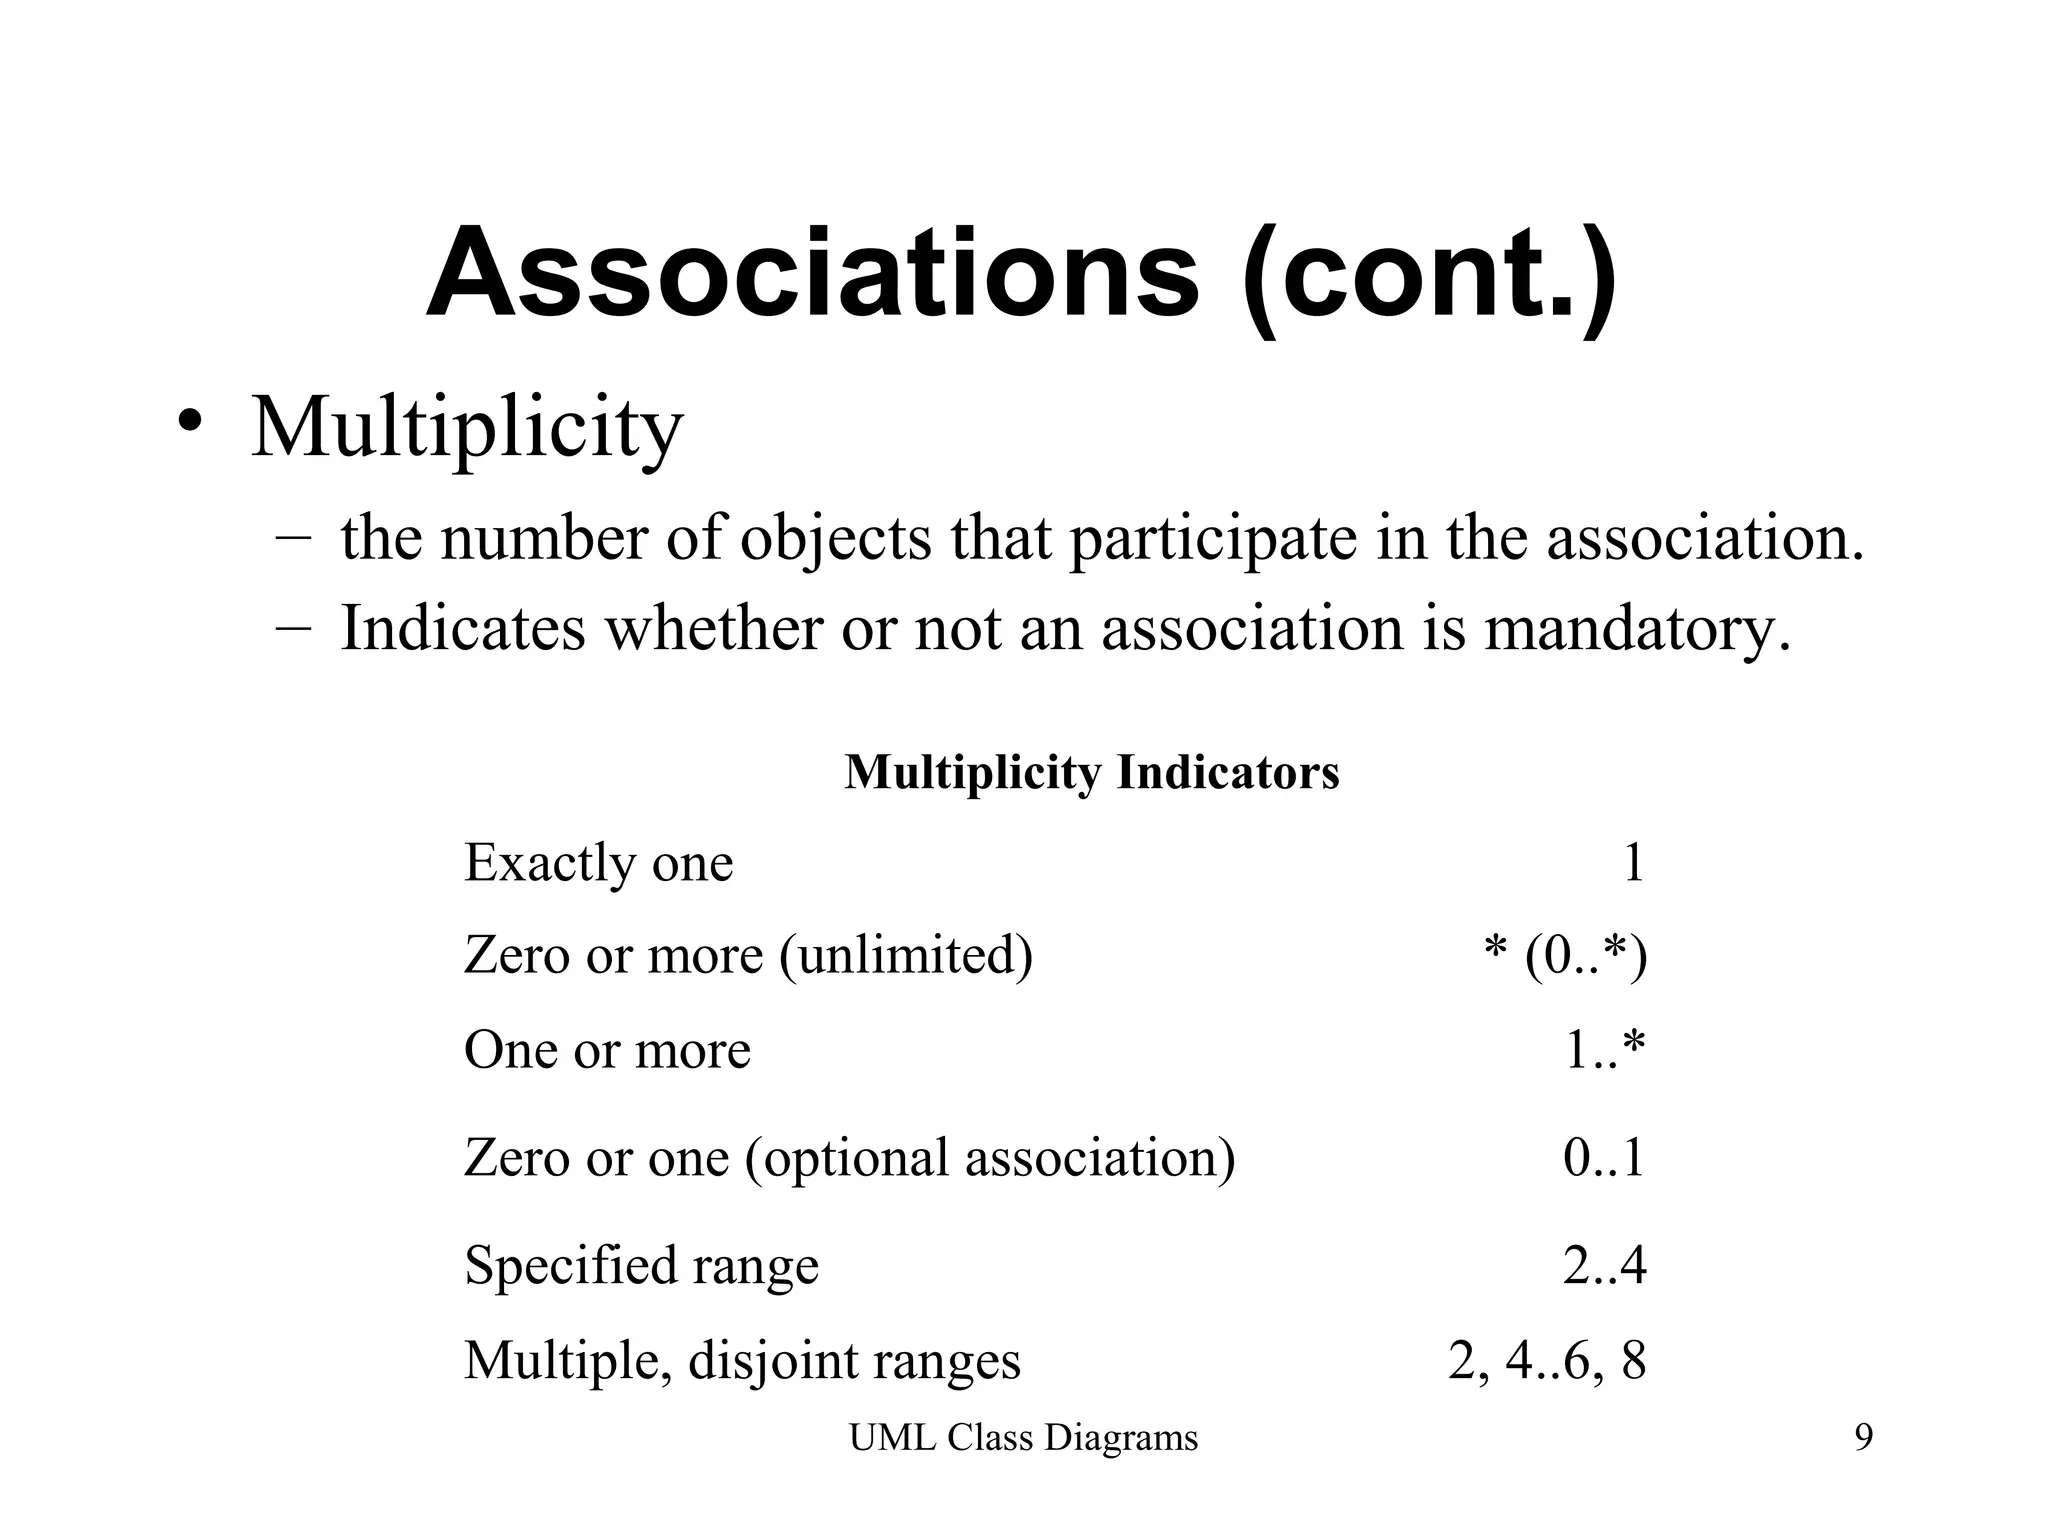 Associations (cont.)
• Multiplicity
– the number of objects that participate in the association.
– Indicates whether or not an association is mandatory.
Multiplicity Indicators
Exactly one 1
Zero or more (unlimited) * (0..*)
One or more 1..*
Zero or one (optional association) 0..1
Specified range 2..4
Multiple, disjoint ranges 2, 4..6, 8
UML Class Diagrams 9